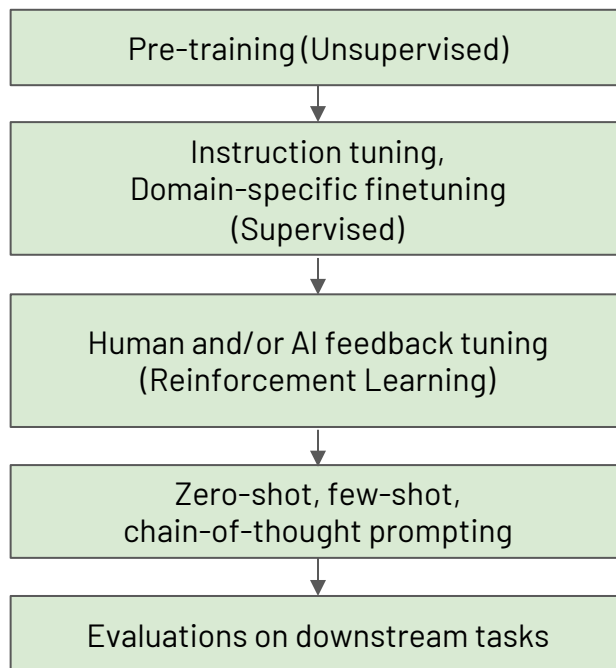 Pre-training (Unsupervised)
Instruction tuning,
Domain-specific finetuning
(Supervised)
Human and/or AI feedback tuning
(Reinforcement Learning)
Zero-shot, few-shot,
chain-of-thought prompting
Evaluations on downstream tasks